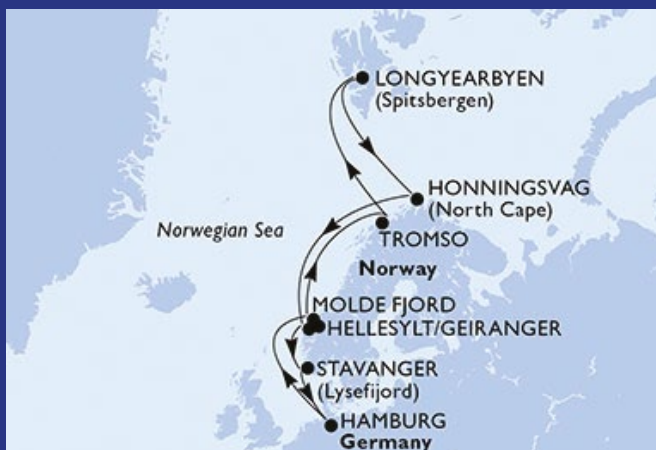 LONGYEARBYEN
(Spitsbergen)
HONNINGSVAG
(North Cape)
TROMSO
Norwegian Sea
Norway
MOLDE FJORD
HELLESYLT/GEIRANGER
STAVANGER
(Lysefijord)
HAMBURG
Germany